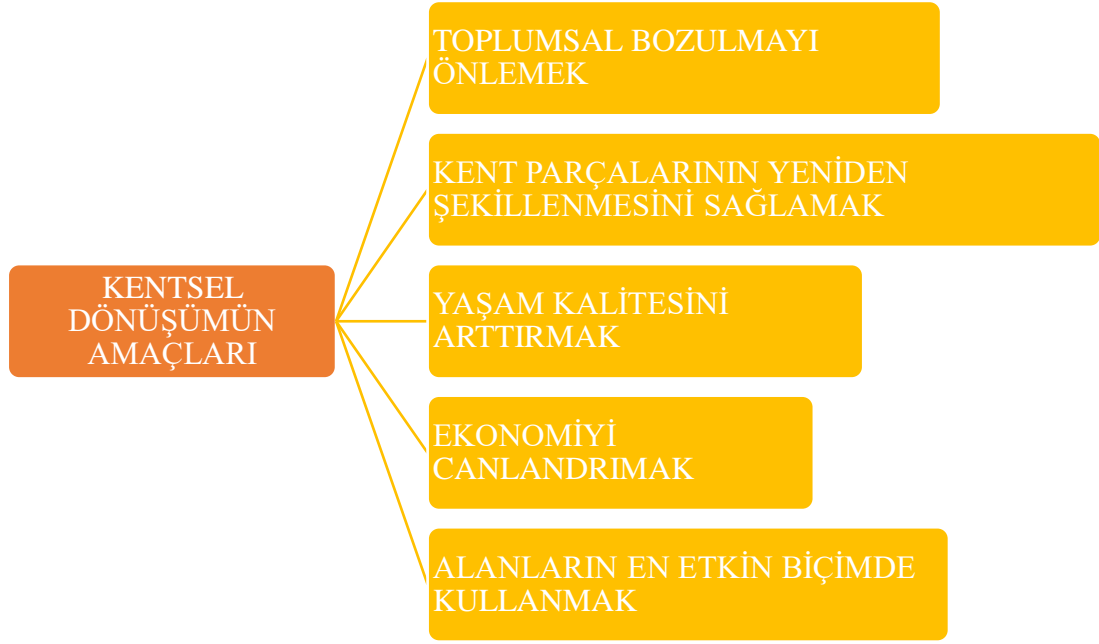 TOPLUMSAL BOZULMAYI
ÖNLEMEK
KENT PARÇALARININ YENİDEN
ŞEKİLLENMESİNİ SAĞLAMAK
KENTSEL
DÖNÜŞÜMÜN
AMAÇLARI
YAŞAM KALİTESİNİ
ARTTIRMAK
EKONOMİYİ
CANLANDRIMAK
ALANLARIN EN ETKİN BİÇİMDE
KULLANMAK